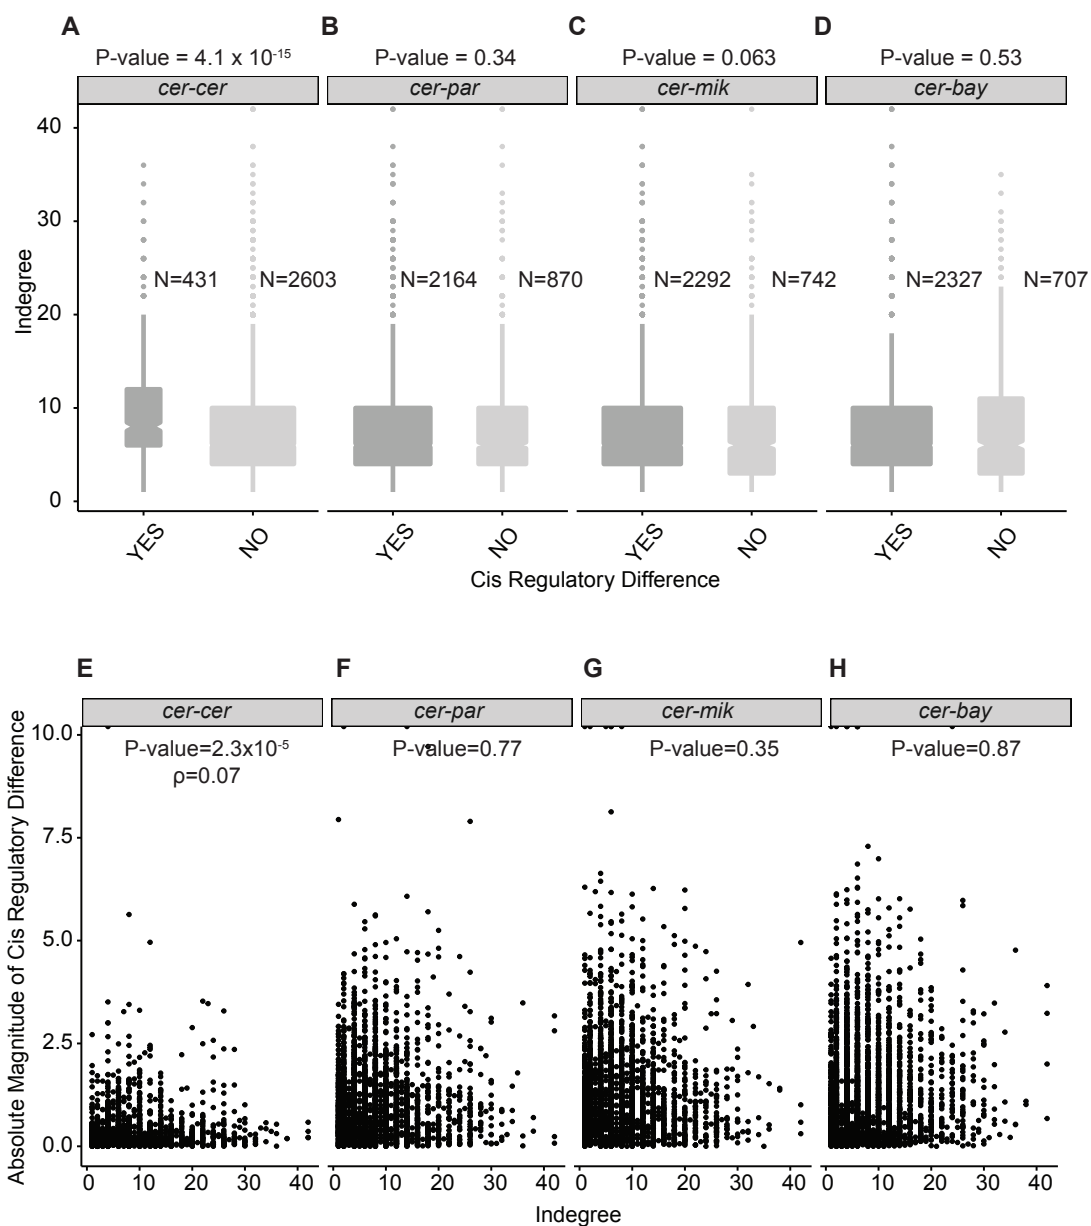 A B C D
P-value = 4.1 x 10⁻¹⁵ P-value = 0.34 P-value = 0.063 P-value = 0.53
cer-cer cer-par cer-mik cer-bay
Indegree
40
30
20
10
0
N=431 N=2603 N=2164 N=870 N=2292 N=742 N=2327 N=707
YES NO YES NO YES NO YES NO
Cis Regulatory Difference
E F G H
cer-cer cer-par cer-mik cer-bay
P-value=2.3x10⁻⁵ P-value=0.77 P-value=0.35 P-value=0.87
ρ=0.07
Absolute Magnitude of Cis Regulatory Difference
10.0
7.5
5.0
2.5
0.0
0 10 20 30 40 0 10 20 30 40 0 10 20 30 40 0 10 20 30 40
Indegree